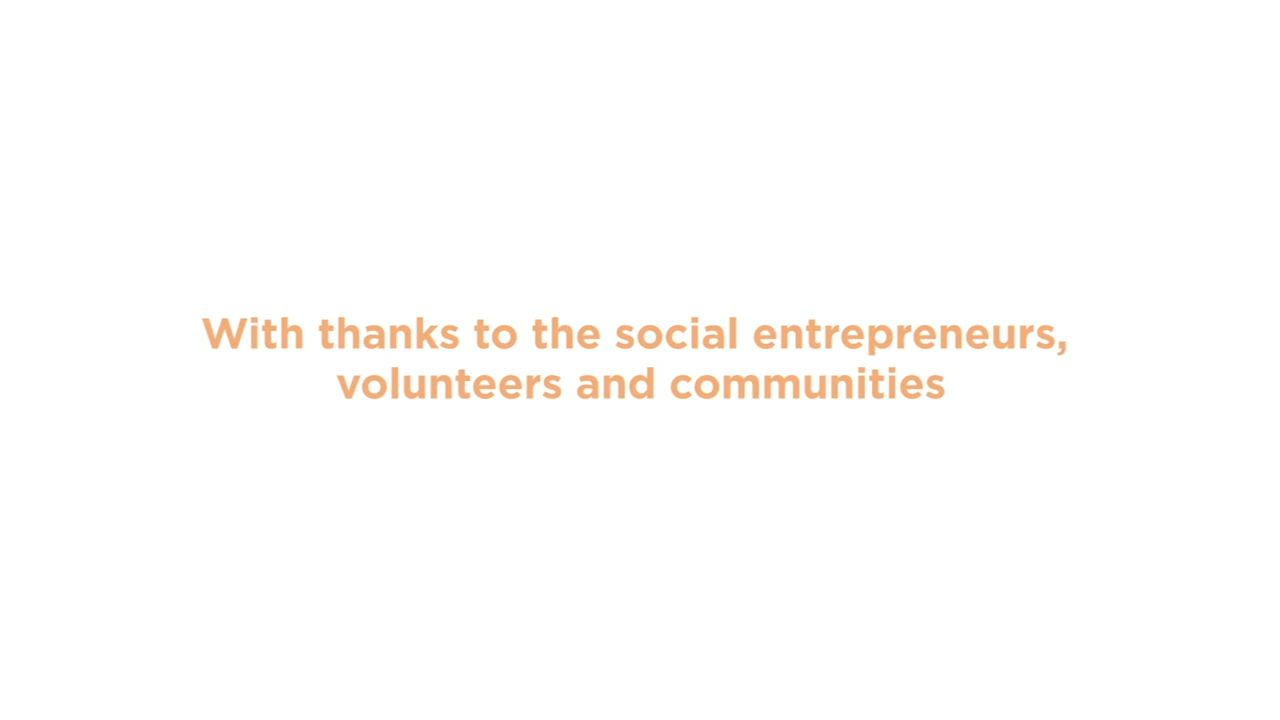 With thanks to the social entrepreneurs,
volunteers and communities